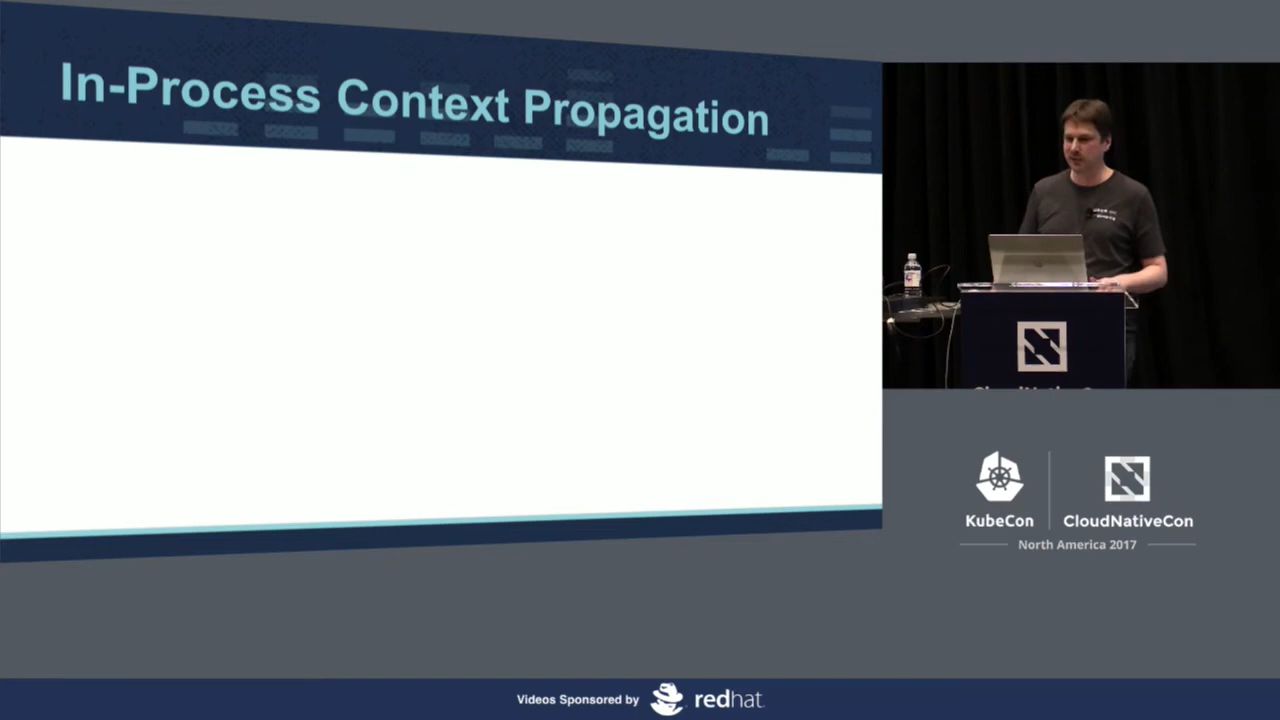 In-Process Context Propagation
KubeCon
CloudNativeCon
North America 2017
Videos Sponsored by redhat.